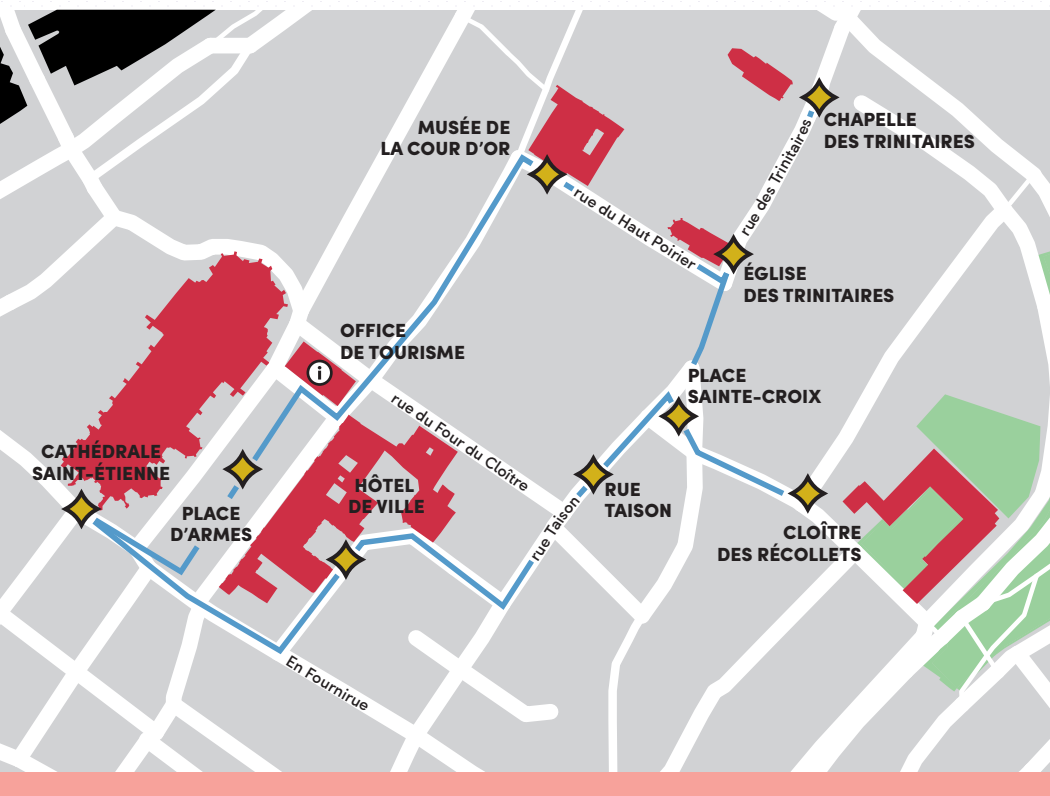 MUSÉE DE
LA COUR D'OR
CHAPELLE
DES TRINITAIRES
rue des Trinitaires
rue du Haut Poirier
ÉGLISE
DES TRINITAIRES
OFFICE
DE TOURISME
i
PLACE
SAINTE-CROIX
rue du Four du Cloître
CATHÉDRALE
SAINT-ÉTIENNE
HÔTEL
DE VILLE
RUE
TAISON
PLACE
D'ARMES
rue Taison
CLOÎTRE
DES RÉCOLLETS
En Fournirue